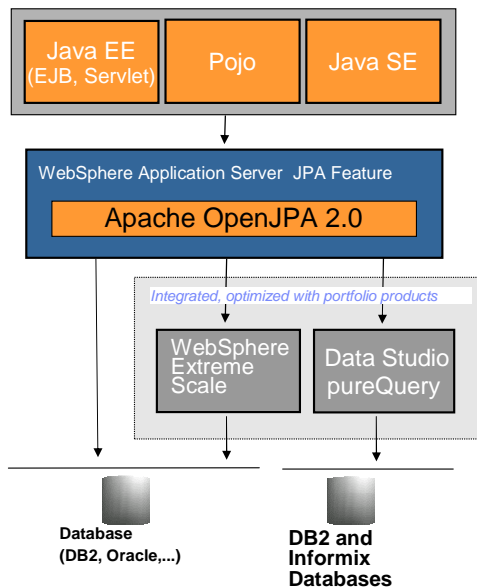 Java EE
(EJB, Servlet)
Pojo
Java SE
WebSphere Application Server  JPA Feature
Apache OpenJPA 2.0
Integrated, optimized with portfolio products
WebSphere
Extreme
Scale
Data Studio
pureQuery
Database
(DB2, Oracle,...)
DB2 and
Informix
Databases